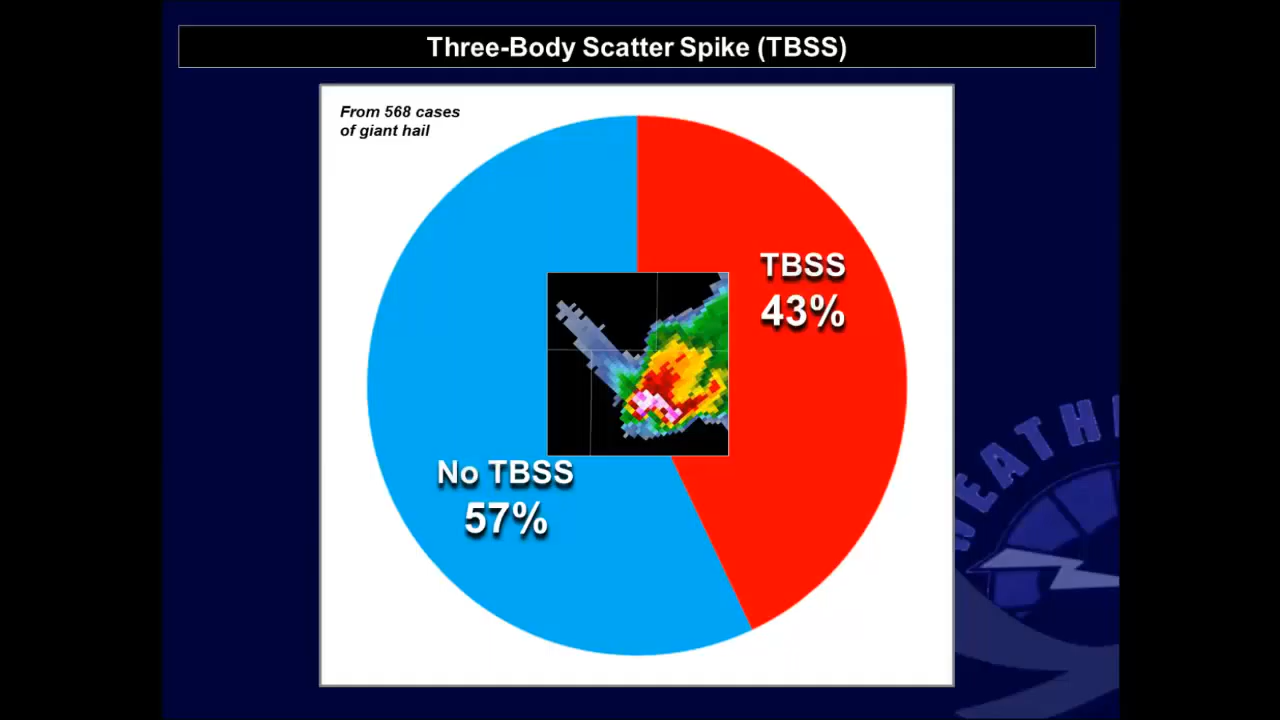 Three-Body Scatter Spike (TBSS)
From 568 cases
of giant hail
TBSS
43%
No TBSS
57%